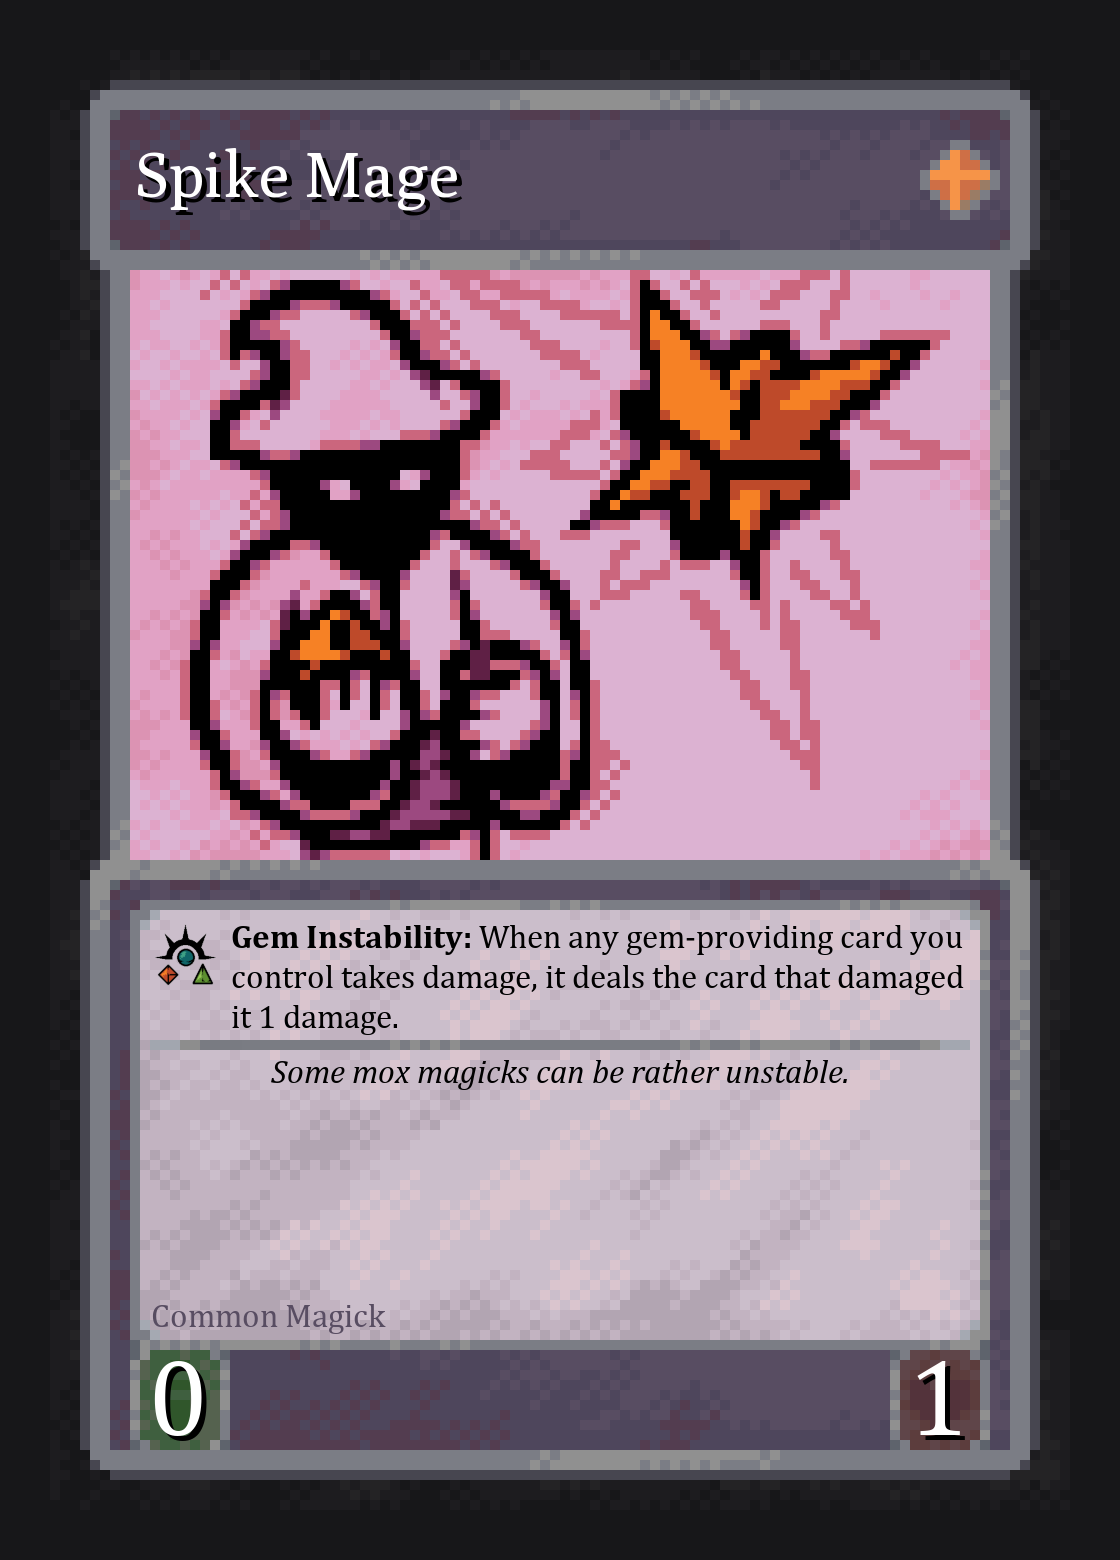 Spike Mage
Gem Instability: When any gem-providing card you
control takes damage, it deals the card that damaged
it 1 damage.
Some mox magicks can be rather unstable.
Common Magick
0
1